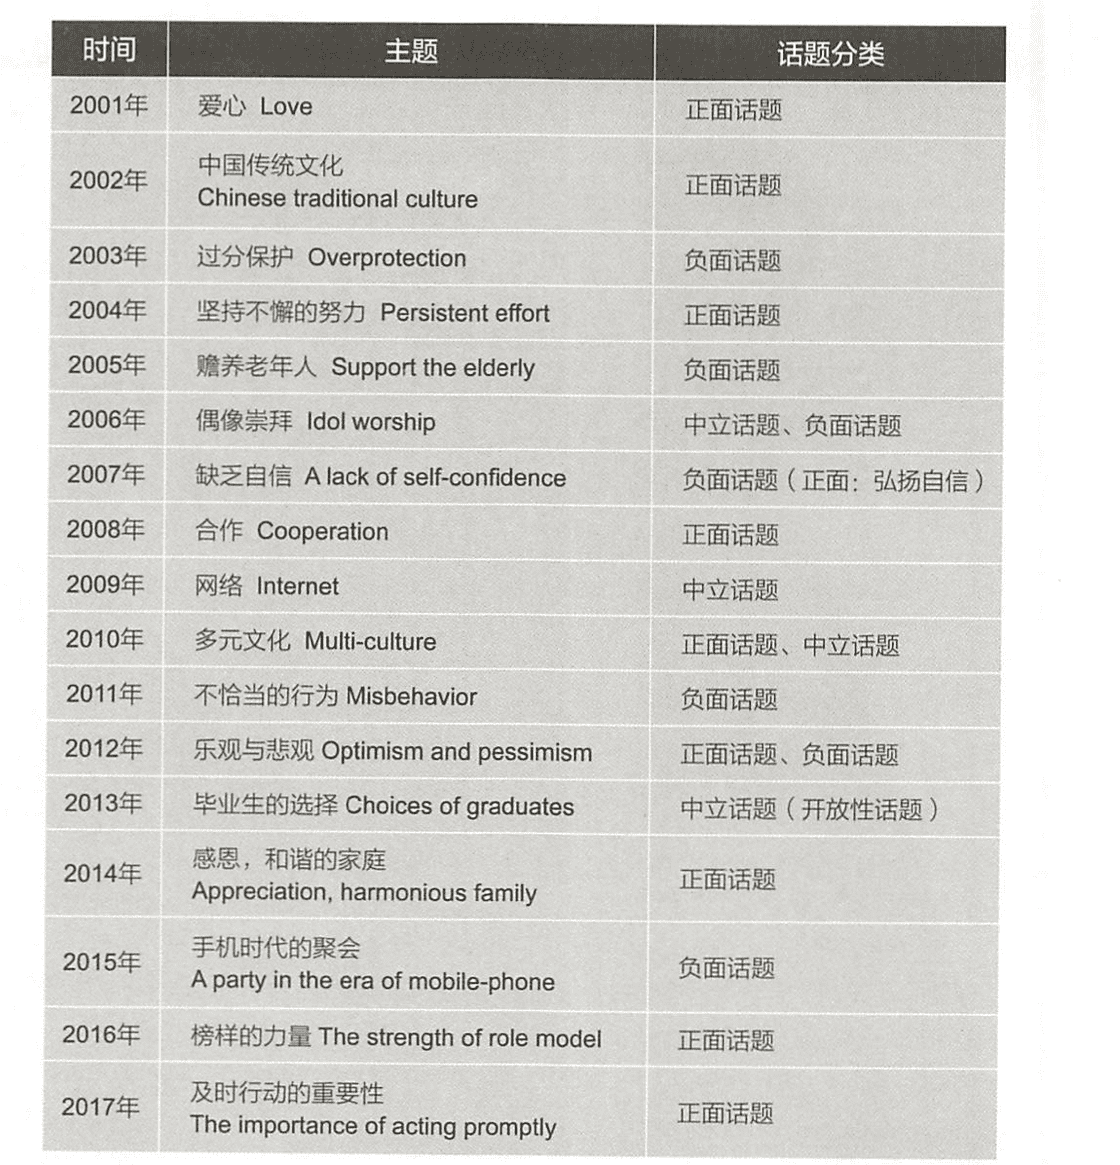 时间 主题 话题分类
2001年 爱心 Love 正面话题
2002年 中国传统文化 正面话题
Chinese traditional culture
2003年 过分保护 Overprotection 负面话题
2004年 坚持不懈的努力 Persistent effort 正面话题
2005年 赡养老年人 Support the elderly 负面话题
2006年 偶像崇拜 Idol worship 中立话题、负面话题
2007年 缺乏自信 A lack of self-confidence 负面话题（正面：弘扬自信）
2008年 合作 Cooperation 正面话题
2009年 网络 Internet 中立话题
2010年 多元文化 Multi-culture 正面话题、中立话题
2011年 不恰当的行为 Misbehavior 负面话题
2012年 乐观与悲观 Optimism and pessimism 正面话题、负面话题
2013年 毕业生的选择 Choices of graduates 中立话题（开放性话题）
2014年 感恩，和谐的家庭 正面话题
Appreciation, harmonious family
2015年 手机时代的聚会 负面话题
A party in the era of mobile-phone
2016年 榜样的力量 The strength of role model 正面话题
2017年 及时行动的重要性 正面话题
The importance of acting promptly